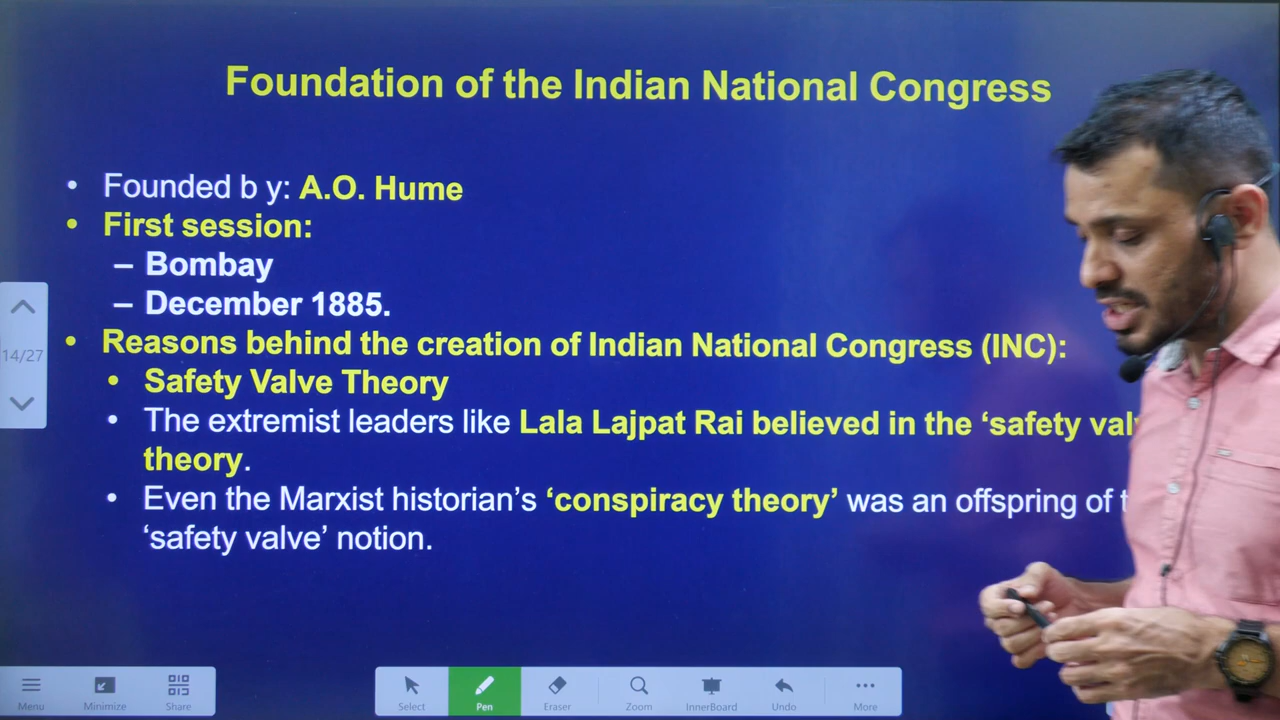 Foundation of the Indian National Congress
• Founded b y: A.O. Hume
• First session:
– Bombay
– December 1885.
• Reasons behind the creation of Indian National Congress (INC):
• Safety Valve Theory
• The extremist leaders like Lala Lajpat Rai believed in the ‘safety
theory.
• Even the Marxist historian’s ‘conspiracy theory’ was an offspring of
‘safety valve’ notion.
14/27
Menu Minimize Share Select Pen Eraser Zoom InnerBoard Undo More